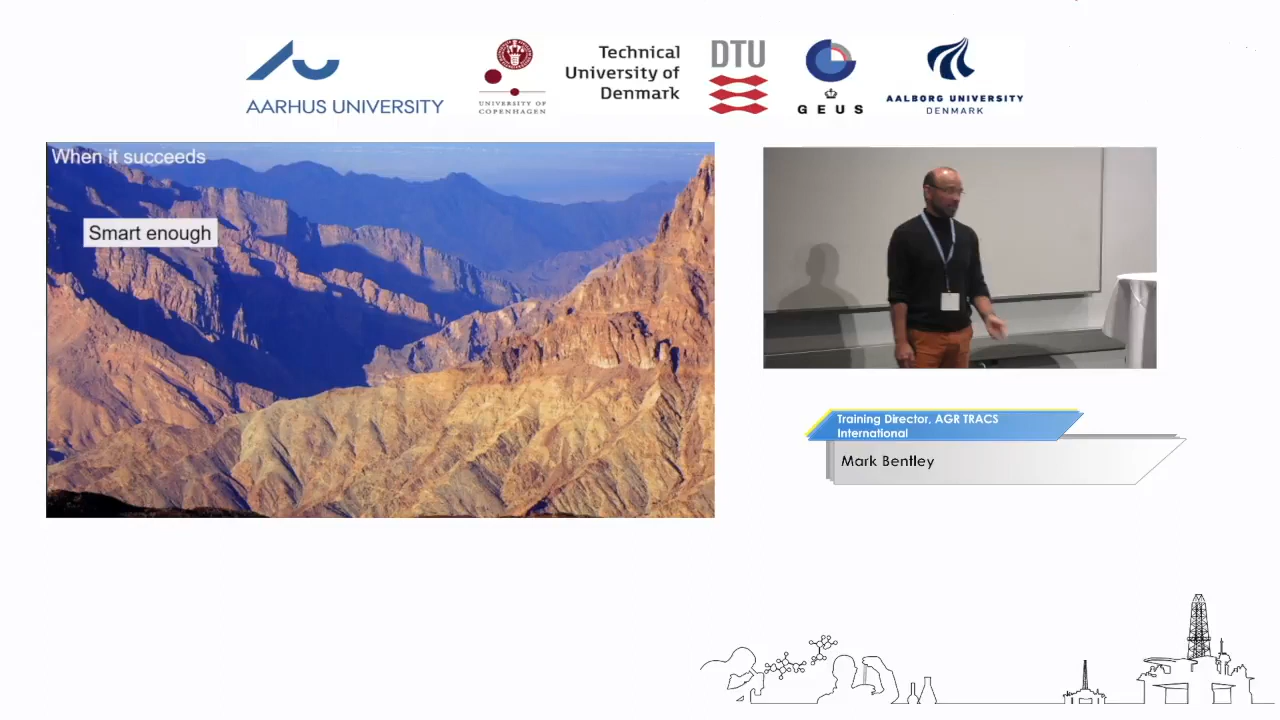 AARHUS UNIVERSITY
UNIVERSITY OF
COPENHAGEN
Technical
University of
Denmark
DTU
GEUS
AALBORG UNIVERSITY
DENMARK
When it succeeds
Smart enough
Training Director, AGR TRACS
International
Mark Bentley